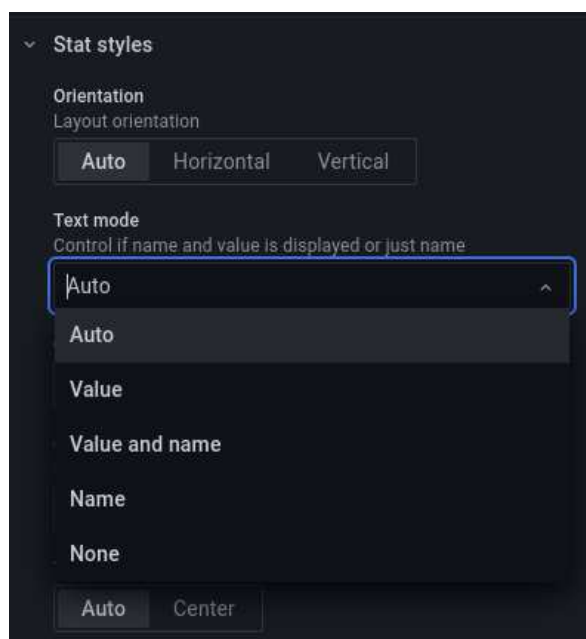 Stat styles
Orientation
Layout orientation
Auto Horizontal Vertical
Text mode
Control if name and value is displayed or just name
Auto
Auto
Value
Value and name
Name
None
Auto Center